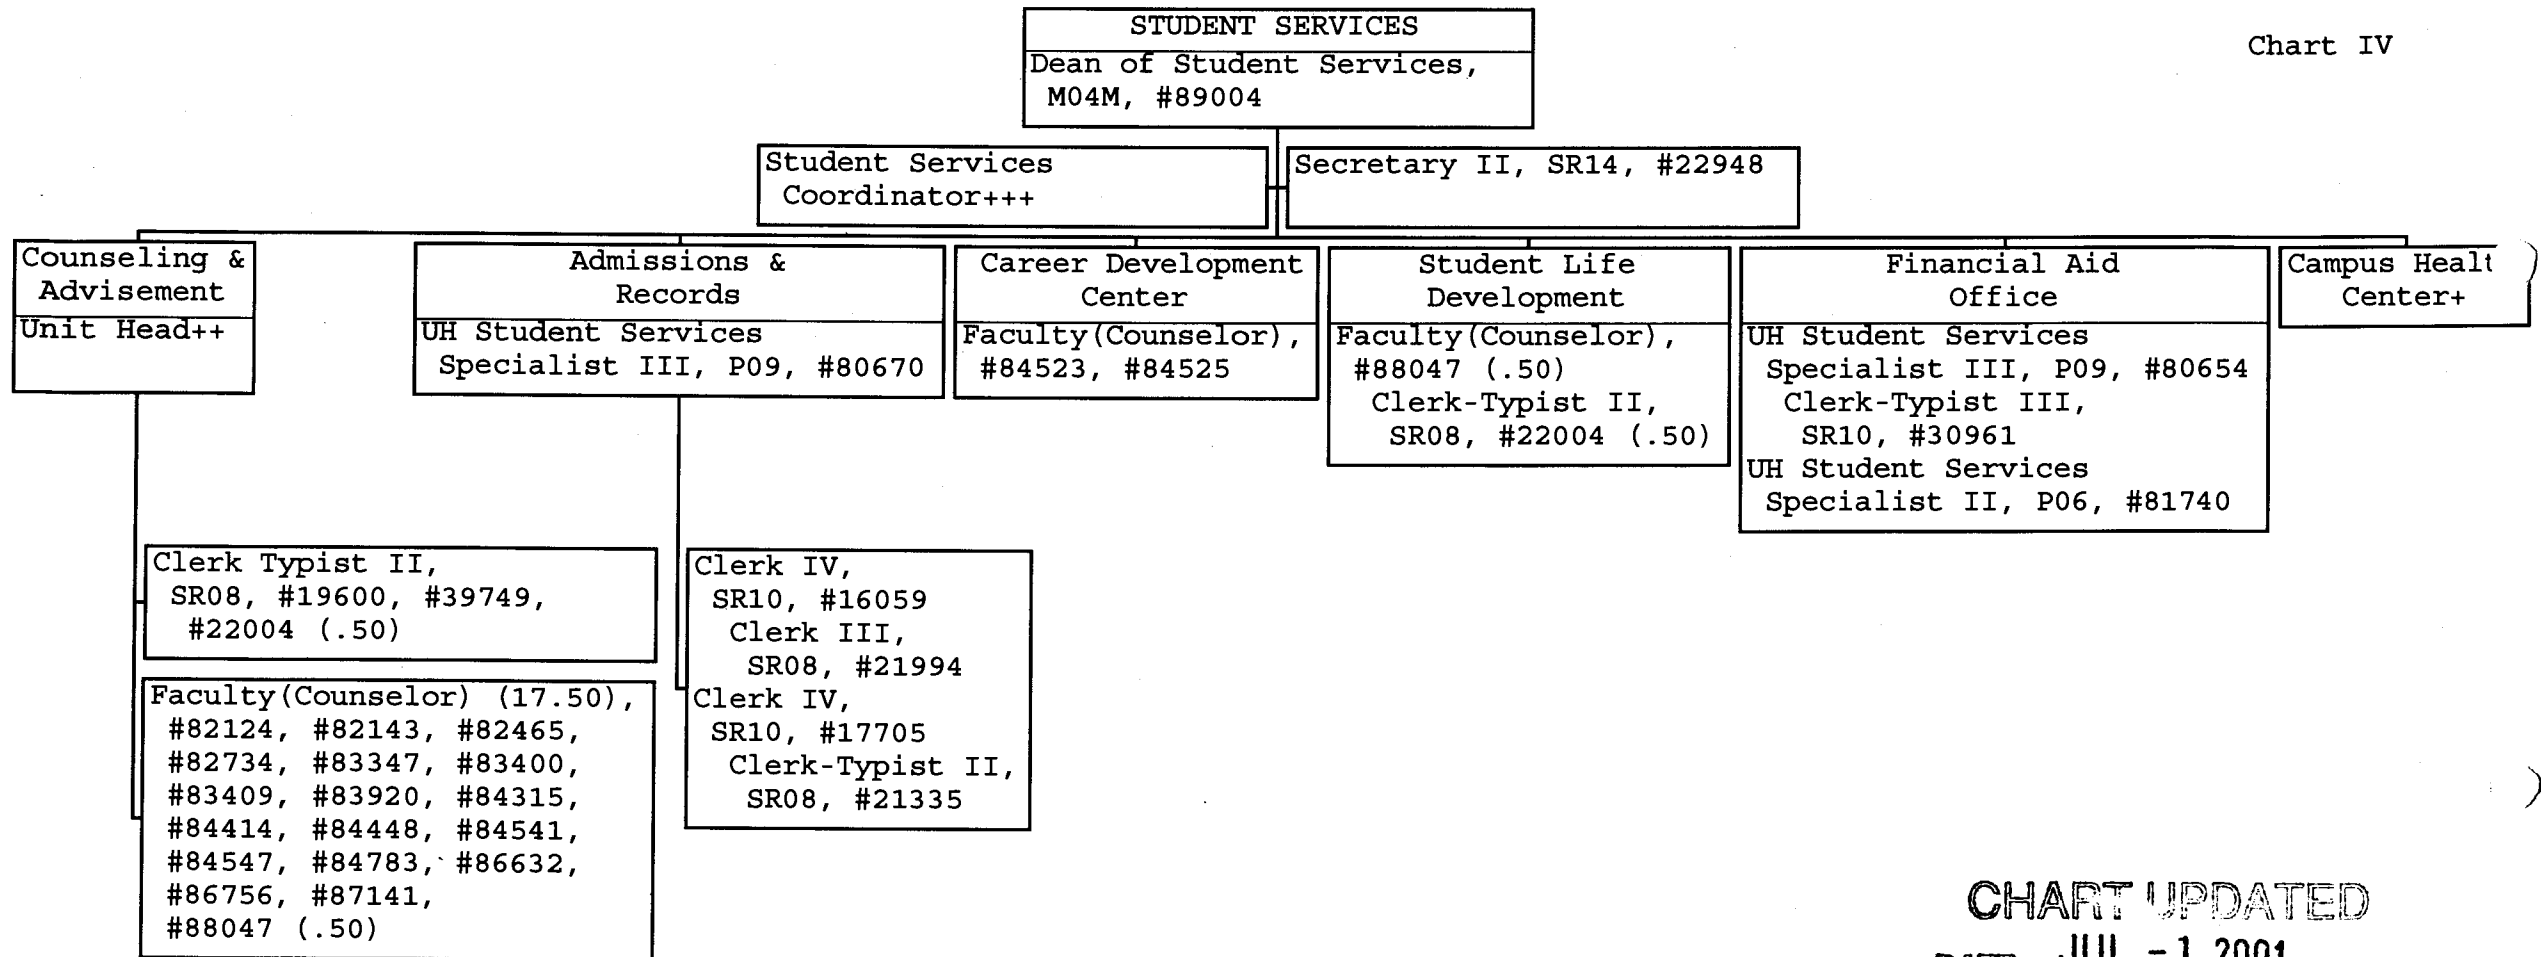 Chart IV
STUDENT SERVICES
Dean of Student Services,
M04M, #89004
Student Services
Coordinator+++
Secretary II, SR14, #22948
Counseling &
Advisement
Unit Head++
Admissions &
Records
UH Student Services
Specialist III, P09, #80670
Career Development
Center
Faculty(Counselor),
#84523, #84525
Student Life
Development
Faculty(Counselor),
#88047 (.50)
Clerk-Typist II,
SR08, #22004 (.50)
Financial Aid
Office
UH Student Services
Specialist III, P09, #80654
Clerk-Typist III,
SR10, #30961
UH Student Services
Specialist II, P06, #81740
Campus Healt
Center+
Clerk Typist II,
SR08, #19600, #39749,
#22004 (.50)
Faculty(Counselor) (17.50),
#82124, #82143, #82465,
#82734, #83347, #83400,
#83409, #83920, #84315,
#84414, #84448, #84541,
#84547, #84783, #86632,
#86756, #87141,
#88047 (.50)
Clerk IV,
SR10, #16059
Clerk III,
SR08, #21994
Clerk IV,
SR10, #17705
Clerk-Typist II,
SR08, #21335
CHART UPDATED
JUL - 1 2001